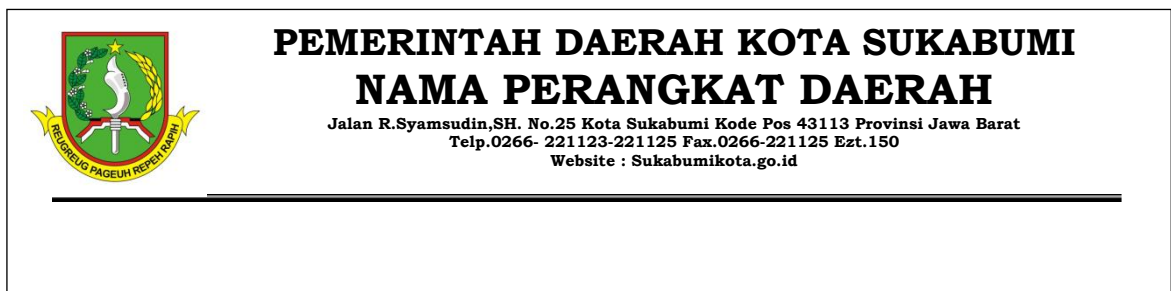 PEMERINTAH DAERAH KOTA SUKABUMI
NAMA PERANGKAT DAERAH
Jalan R.Syamsudin,SH. No.25 Kota Sukabumi Kode Pos 43113 Provinsi Jawa Barat
Telp.0266- 221123-221125 Fax.0266-221125 Ezt.150
Website : Sukabumikota.go.id
REUGREUG PAGEUH REPEH RAPIH